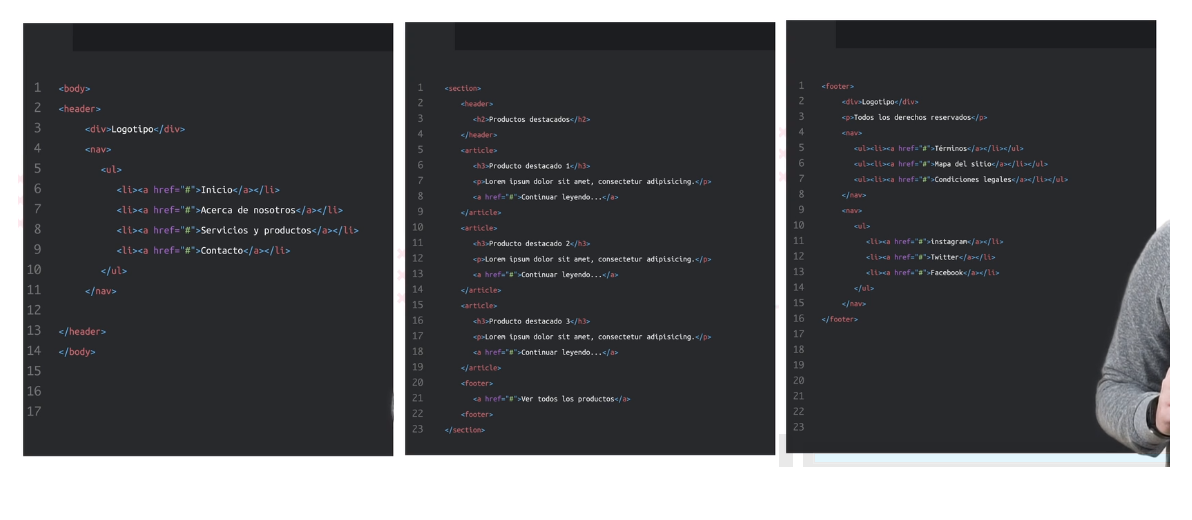 1 <body>
2 <header>
3 <div>Logotipo</div>
4 <nav>
5 <ul>
6 <li><a href="#">Inicio</a></li>
7 <li><a href="#">Acerca de nosotros</a></li>
8 <li><a href="#">Servicios y productos</a></li>
9 <li><a href="#">Contacto</a></li>
10 </ul>
11 </nav>
12
13 </header>
14 </body>
15
16
17
1 <section>
2 <header>
3 <h2>Productos destacados</h2>
4 </header>
5 <article>
6 <h3>Producto destacado 1</h3>
7 <p>Lorem ipsum dolor sit amet, consectetur adipisicing.</p>
8 <a href="#">Continuar leyendo...</a>
9 </article>
10 <article>
11 <h3>Producto destacado 2</h3>
12 <p>Lorem ipsum dolor sit amet, consectetur adipisicing.</p>
13 <a href="#">Continuar leyendo...</a>
14 </article>
15 <article>
16 <h3>Producto destacado 3</h3>
17 <p>Lorem ipsum dolor sit amet, consectetur adipisicing.</p>
18 <a href="#">Continuar leyendo...</a>
19 </article>
20 <footer>
21 <a href="#">Ver todos los productos</a>
22 <footer>
23 </section>
1 <footer>
2 <div>Logotipo</div>
3 <p>Todos los derechos reservados</p>
4 <nav>
5 <ul><li><a href="#">Términos</a></li></ul>
6 <ul><li><a href="#">Mapa del sitio</a></li></ul>
7 <ul><li><a href="#">Condiciones legales</a></li></ul>
8 </nav>
9 <nav>
10 <ul>
11 <li><a href="#">instagram</a></li>
12 <li><a href="#">Twitter</a></li>
13 <li><a href="#">Facebook</a></li>
14 </ul>
15 </nav>
16 </footer>
17
18
19
20
21
22
23